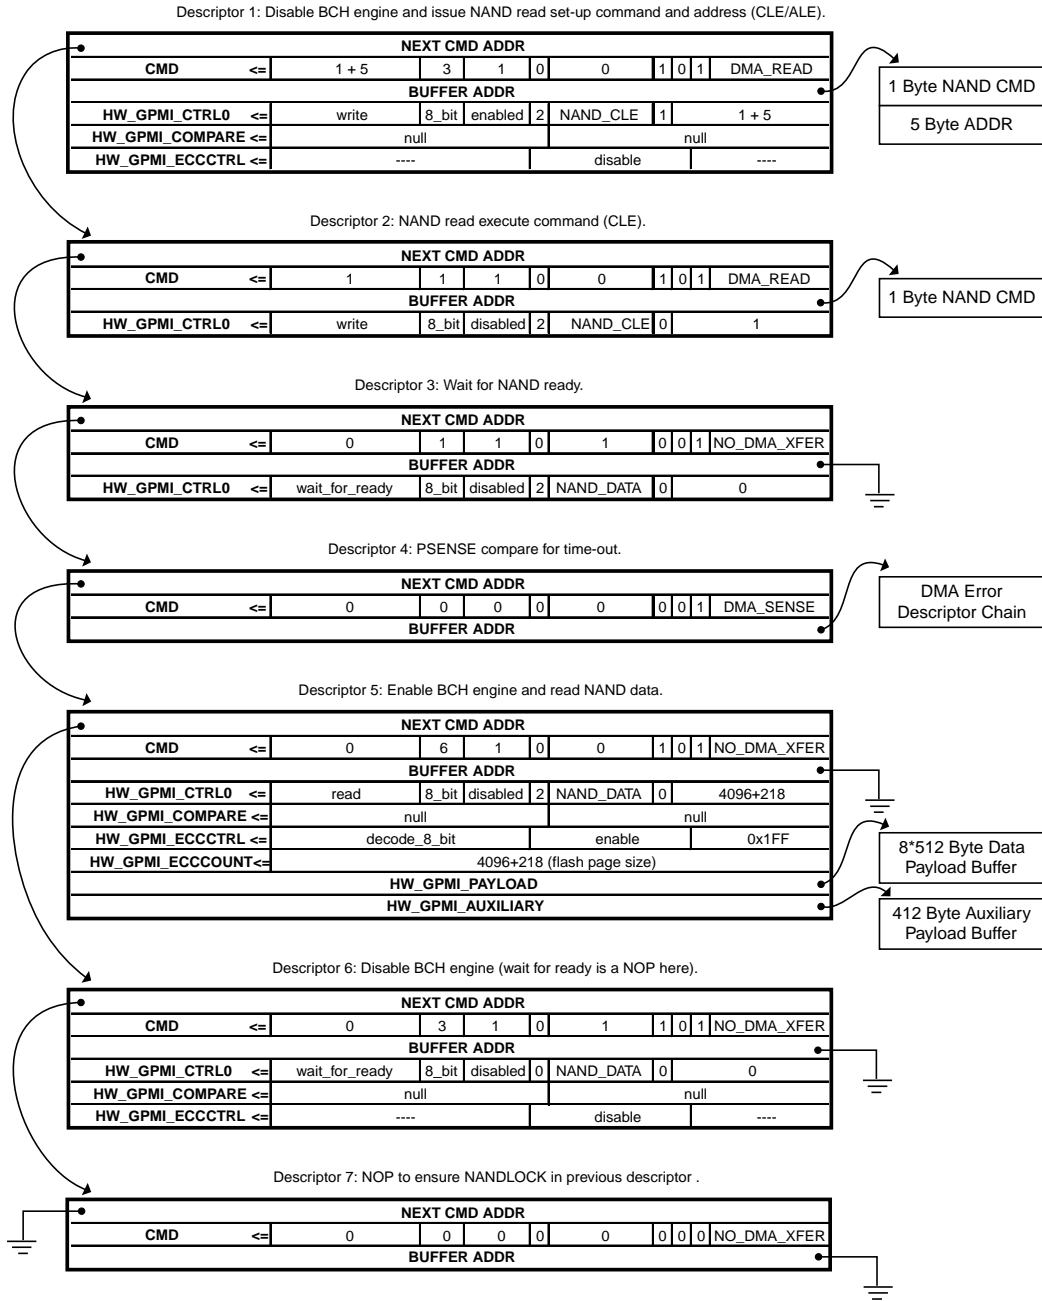 Descriptor 1: Disable BCH engine and issue NAND read set-up command and address (CLE/ALE).
NEXT CMD ADDR
CMD <= 1 + 5 3 1 0 0 1 0 1 DMA_READ
BUFFER ADDR
HW_GPMI_CTRL0 <= write 8_bit enabled 2 NAND_CLE 1 1 + 5
HW_GPMI_COMPARE <= null null
HW_GPMI_ECCCTRL <= ---- disable ----
1 Byte NAND CMD
5 Byte ADDR
Descriptor 2: NAND read execute command (CLE).
NEXT CMD ADDR
CMD <= 1 1 1 0 0 1 0 1 DMA_READ
BUFFER ADDR
HW_GPMI_CTRL0 <= write 8_bit disabled 2 NAND_CLE 0 1
1 Byte NAND CMD
Descriptor 3: Wait for NAND ready.
NEXT CMD ADDR
CMD <= 0 1 1 0 1 0 0 1 NO_DMA_XFER
BUFFER ADDR
HW_GPMI_CTRL0 <= wait_for_ready 8_bit disabled 2 NAND_DATA 0 0
Descriptor 4: PSENSE compare for time-out.
NEXT CMD ADDR
CMD <= 0 0 0 0 0 0 0 1 DMA_SENSE
BUFFER ADDR
DMA Error
Descriptor Chain
Descriptor 5: Enable BCH engine and read NAND data.
NEXT CMD ADDR
CMD <= 0 6 1 0 0 1 0 1 NO_DMA_XFER
BUFFER ADDR
HW_GPMI_CTRL0 <= read 8_bit disabled 2 NAND_DATA 0 4096+218
HW_GPMI_COMPARE <= null null
HW_GPMI_ECCCTRL <= decode_8_bit enable 0x1FF
HW_GPMI_ECCCOUNT<= 4096+218 (flash page size)
HW_GPMI_PAYLOAD
HW_GPMI_AUXILIARY
8*512 Byte Data
Payload Buffer
412 Byte Auxiliary
Payload Buffer
Descriptor 6: Disable BCH engine (wait for ready is a NOP here).
NEXT CMD ADDR
CMD <= 0 3 1 0 1 1 0 1 NO_DMA_XFER
BUFFER ADDR
HW_GPMI_CTRL0 <= wait_for_ready 8_bit disabled 0 NAND_DATA 0 0
HW_GPMI_COMPARE <= null null
HW_GPMI_ECCCTRL <= ---- disable ----
Descriptor 7: NOP to ensure NANDLOCK in previous descriptor .
NEXT CMD ADDR
CMD <= 0 0 0 0 0 0 0 0 NO_DMA_XFER
BUFFER ADDR